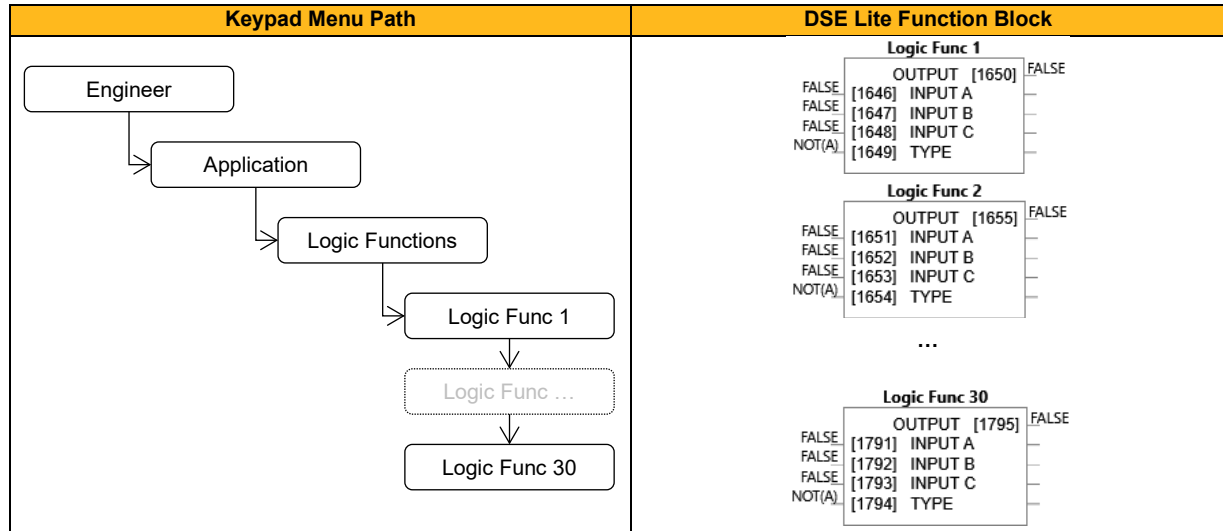 Keypad Menu Path
DSE Lite Function Block
Engineer
Application
Logic Functions
Logic Func 1
Logic Func ...
Logic Func 30
Logic Func 1
OUTPUT [1650] FALSE
FALSE [1646] INPUT A
FALSE [1647] INPUT B
FALSE [1648] INPUT C
NOT(A) [1649] TYPE
Logic Func 2
OUTPUT [1655] FALSE
FALSE [1651] INPUT A
FALSE [1652] INPUT B
FALSE [1653] INPUT C
NOT(A) [1654] TYPE
...
Logic Func 30
OUTPUT [1795] FALSE
FALSE [1791] INPUT A
FALSE [1792] INPUT B
FALSE [1793] INPUT C
NOT(A) [1794] TYPE